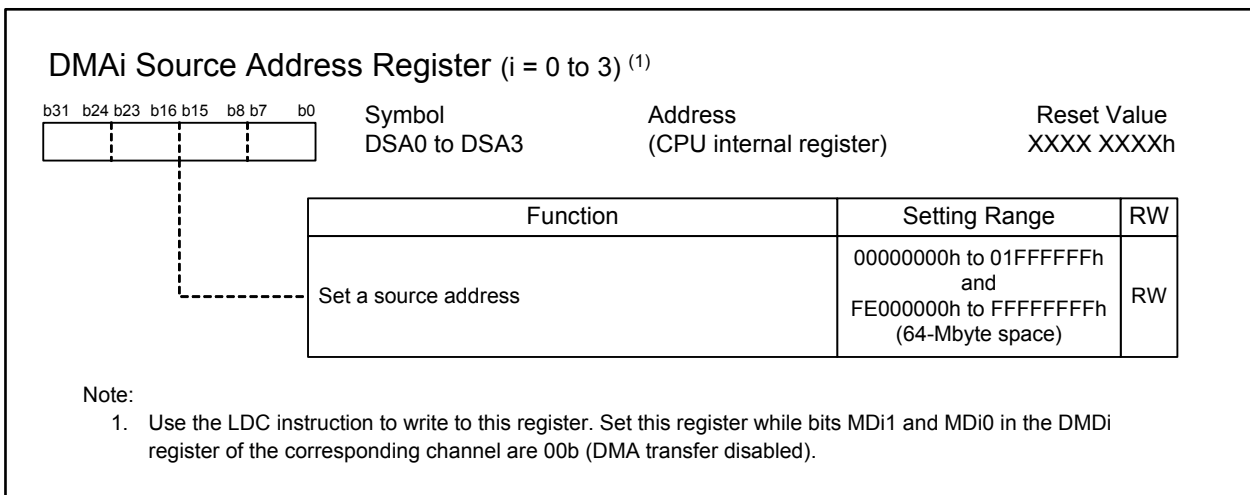 DMAi Source Address Register (i = 0 to 3) (1)
b31 b24 b23 b16 b15 b8 b7 b0
Symbol Address Reset Value
DSA0 to DSA3 (CPU internal register) XXXX XXXXh
Function Setting Range RW
Set a source address
00000000h to 01FFFFFFh
and
FE000000h to FFFFFFFFh
(64-Mbyte space)
RW
Note:
1. Use the LDC instruction to write to this register. Set this register while bits MDi1 and MDi0 in the DMDi
register of the corresponding channel are 00b (DMA transfer disabled).